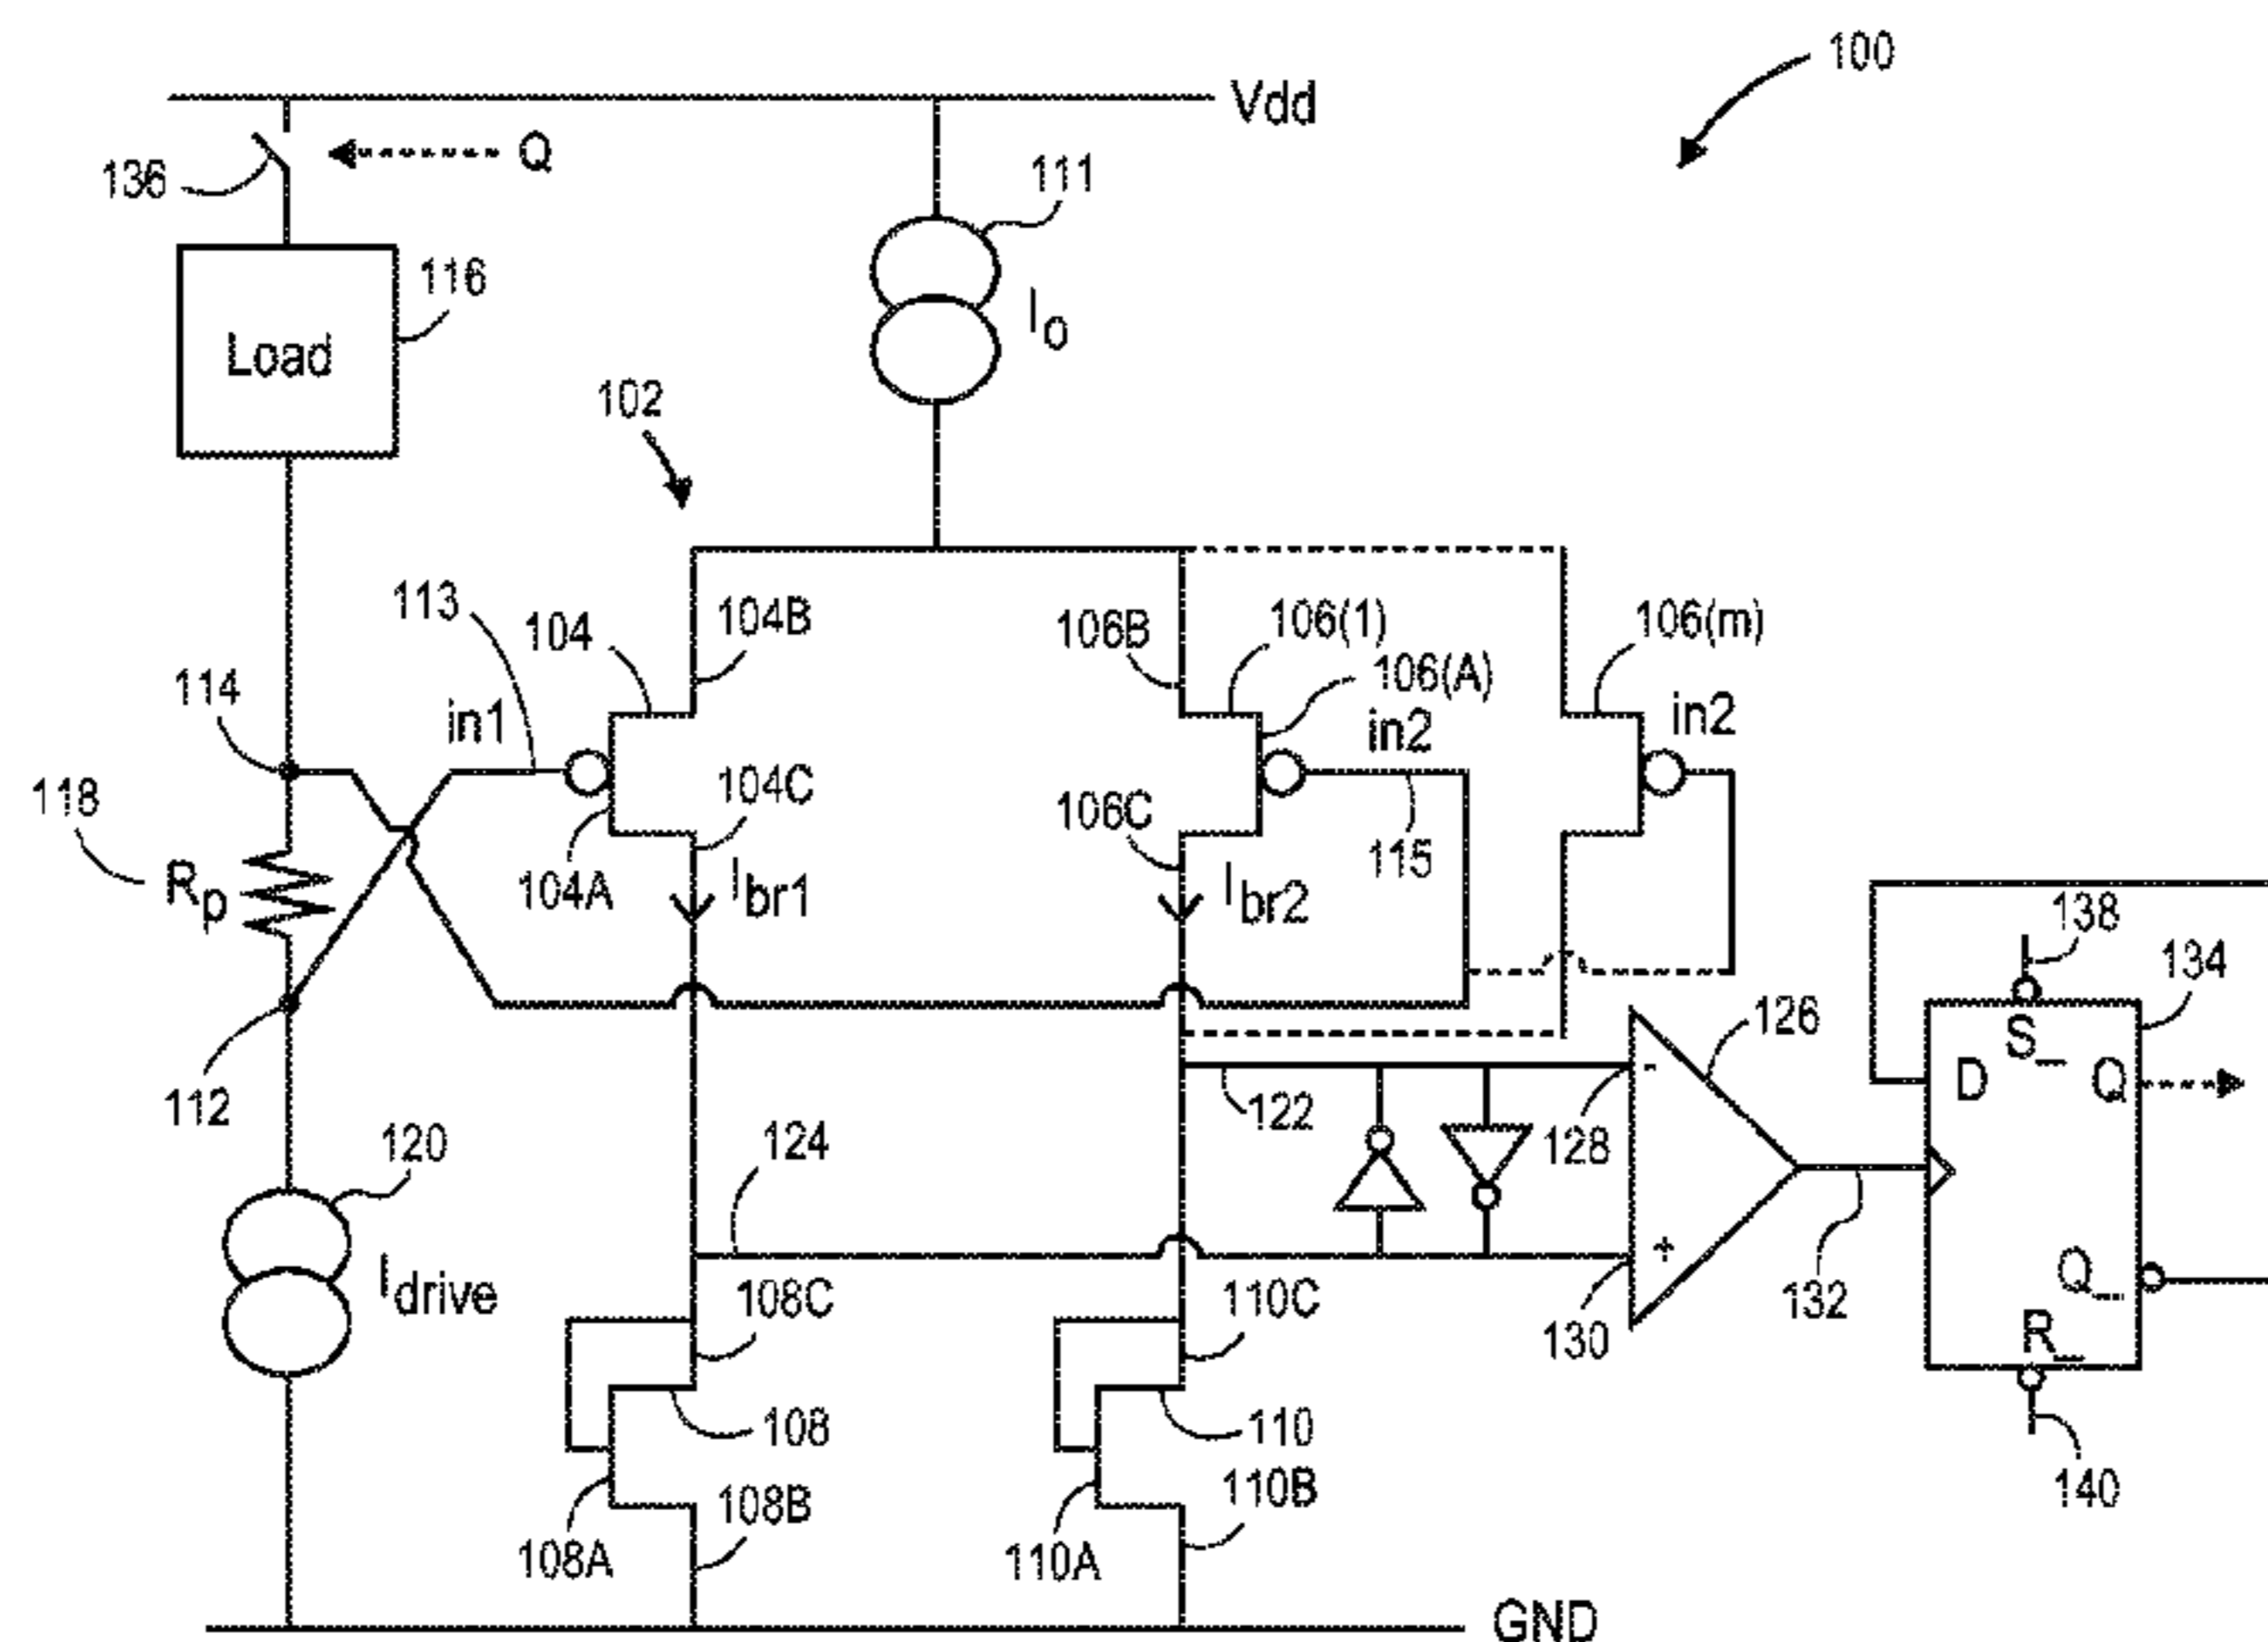 100
Vdd
136
Q
111
116
Load
Io
102
113
104
104B
106B
106(1)
106(m)
106(A)
114
in1
in2
in2
118
Rp
104A
104C
Ibr1
106C
Ibr2
115
138
134
126
S_
D
Q
112
122
128
120
124
Q_
Idrive
108C
110C
130
132
R_
108
110
140
108A
108B
110A
110B
-
+
GND